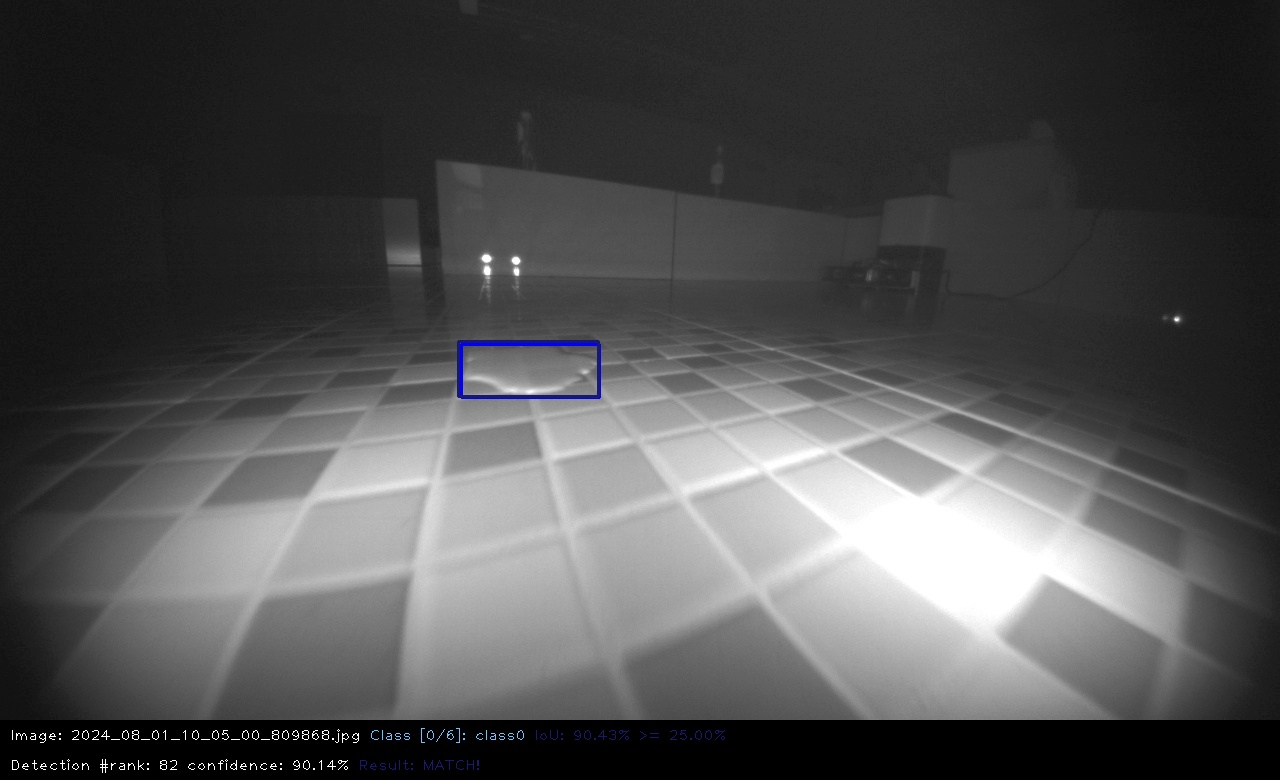 Image: 2024_08_01_10_05_00_809868.jpg Class [0/6]: class0 IoU: 90.43% >= 25.00%
Detection #rank: 82 confidence: 90.14% Result: MATCH!